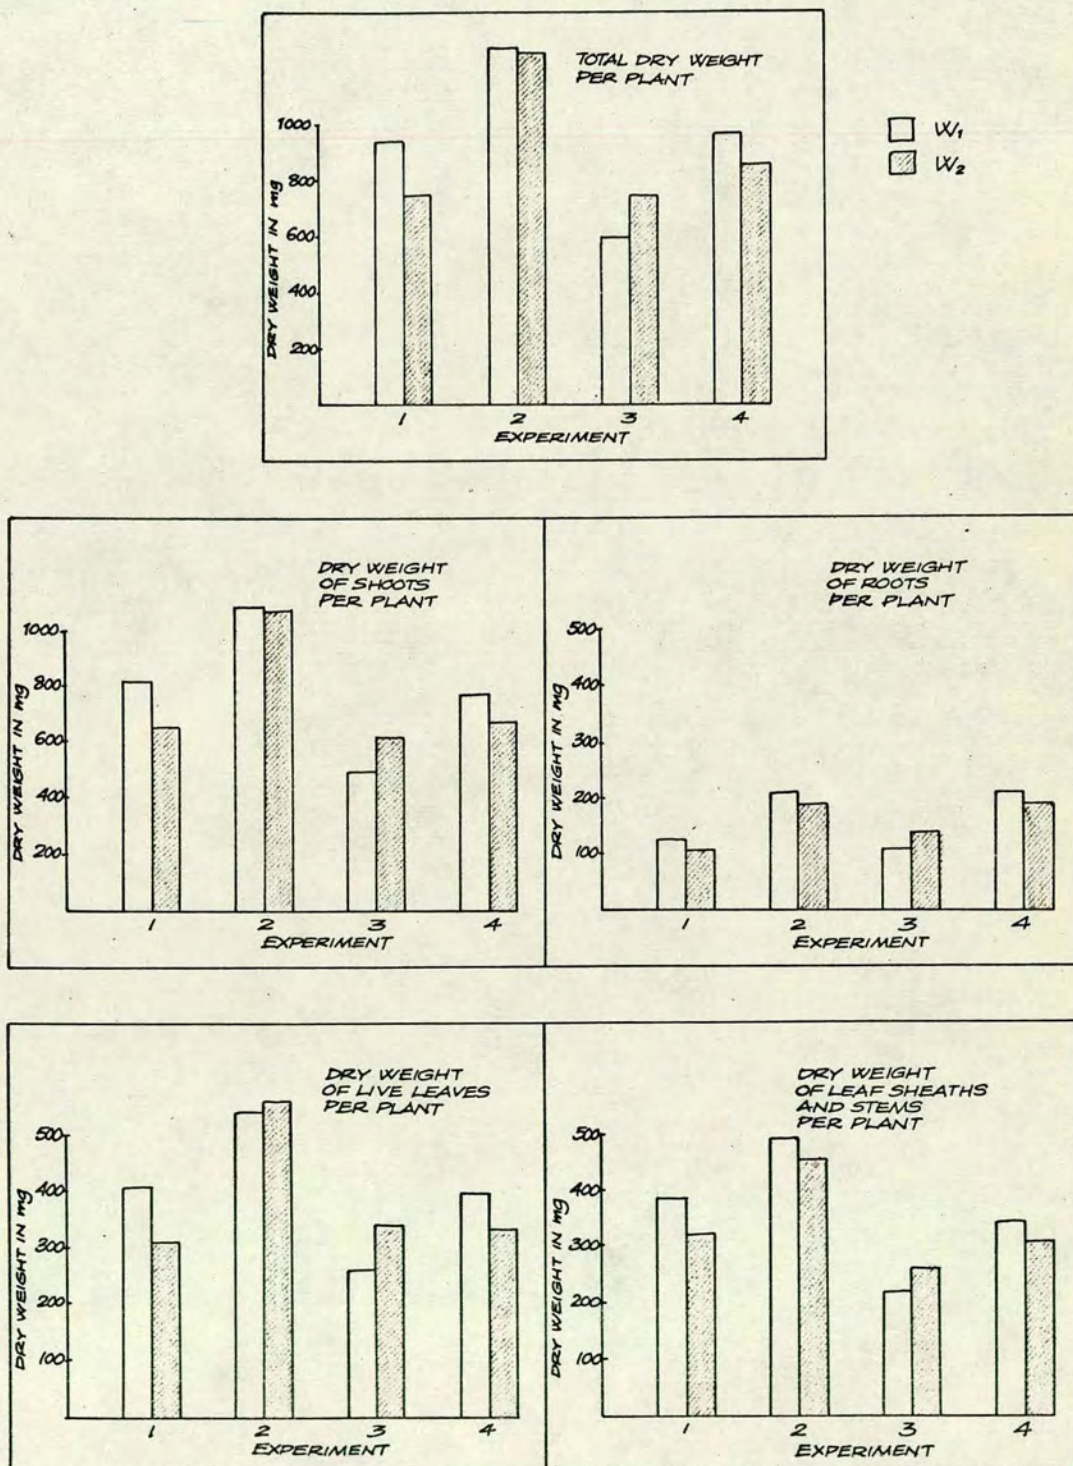 TOTAL DRY WEIGHT
PER PLANT
W₁
W₂
1000
800
600
400
200
DRY WEIGHT IN mg
1 2 3 4
EXPERIMENT
DRY WEIGHT
OF SHOOTS
PER PLANT
1000
800
600
400
200
DRY WEIGHT IN mg
1 2 3 4
EXPERIMENT
DRY WEIGHT
OF ROOTS
PER PLANT
500
400
300
200
100
DRY WEIGHT IN mg
1 2 3 4
EXPERIMENT
DRY WEIGHT
OF LIVE LEAVES
PER PLANT
500
400
300
200
100
DRY WEIGHT IN mg
1 2 3 4
EXPERIMENT
DRY WEIGHT
OF LEAF SHEATHS
AND STEMS
PER PLANT
500
400
300
200
100
DRY WEIGHT IN mg
1 2 3 4
EXPERIMENT